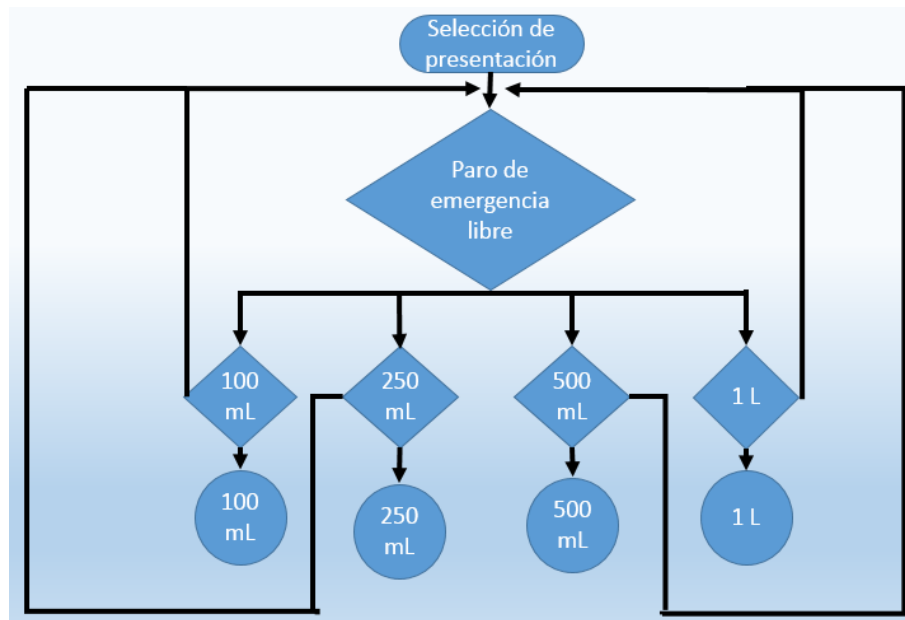 Selección de
presentación
Paro de
emergencia
libre
100
mL
250
mL
500
mL
1 L
100
mL
250
mL
500
mL
1 L